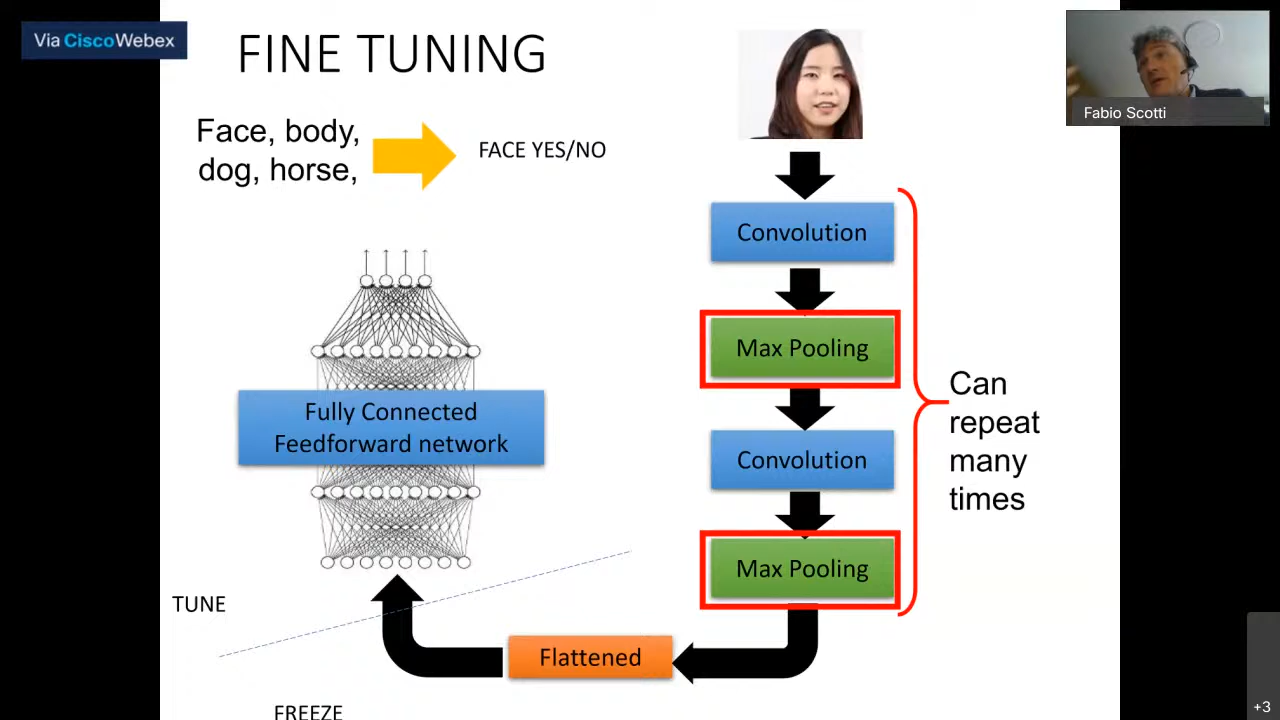 Via CiscoWebex
FINE TUNING
Fabio Scotti
Face, body,
dog, horse,
FACE YES/NO
Convolution
Max Pooling
Convolution
Max Pooling
Can
repeat
many
times
Fully Connected
Feedforward network
TUNE
Flattened
FREEZE
+3